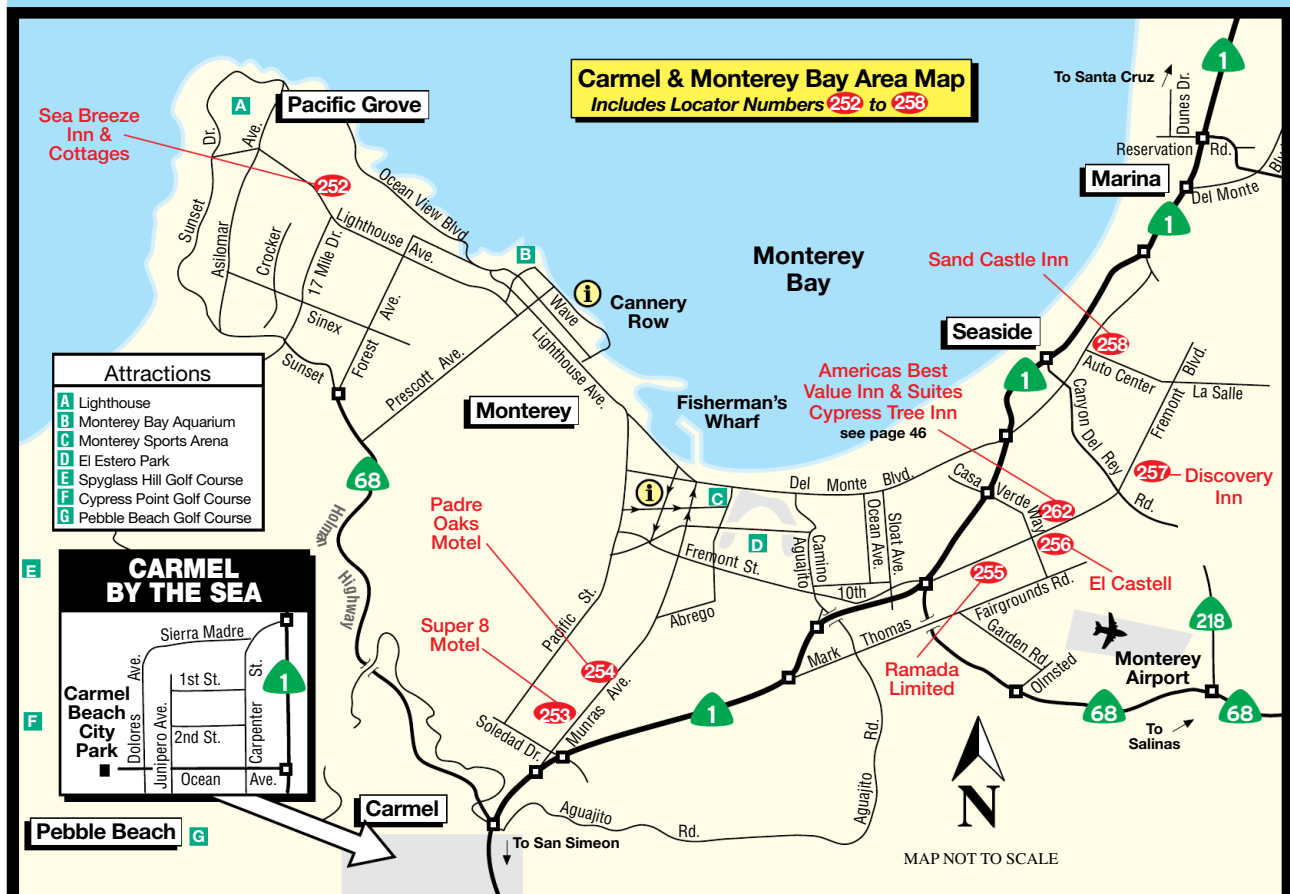 Carmel & Monterey Bay Area Map
Includes Locator Numbers 252 to 258
To Santa Cruz
Dunes Dr.
1
Reservation Rd.
Blvd.
Marina
Del Monte
1
A
Pacific Grove
Sea Breeze
Inn &
Cottages
Dr.
Ave.
252
Ocean View Blvd.
Sunset
Asilomar
Crocker
17 Mile Dr.
Lighthouse Ave.
B
i
Cannery
Row
Wave
Monterey
Bay
Sand Castle Inn
Seaside
258
Auto Center
La Salle
1
Canyon Del Rey
Rd.
Fremont Blvd.
Sinex
Sunset
Forest Ave.
Prescott Ave.
Lighthouse Ave.
Americas Best
Value Inn & Suites
Cypress Tree Inn
see page 46
Attractions
A Lighthouse
B Monterey Bay Aquarium
C Monterey Sports Arena
D El Estero Park
E Spyglass Hill Golf Course
F Cypress Point Golf Course
G Pebble Beach Golf Course
Monterey
Fisherman's
Wharf
68
Holman
Highway
i
C
Del Monte Blvd.
Casa Verde Way
257
Discovery
Inn
262
256
El Castell
Padre
Oaks
Motel
D
Fremont St.
Camino
Aguajito
Ocean Ave.
Sloat Ave.
10th
255
Fairgrounds Rd.
Ramada
Limited
Garden Rd.
Olmsted
218
Monterey
Airport
68
68
To
Salinas
Super 8
Motel
Pacific St.
Abrego
254
253
Munras Ave.
Soledad Dr.
1
Mark Thomas
Aguajito Rd.
Aguajito Rd.
E
CARMEL
BY THE SEA
Sierra Madre
Ave.
St.
1
1st St.
Carmel
Beach
City
Park
Dolores
Junipero Ave.
2nd St.
Carpenter
Ocean Ave.
F
Carmel
Pebble Beach
G
To San Simeon
N
MAP NOT TO SCALE